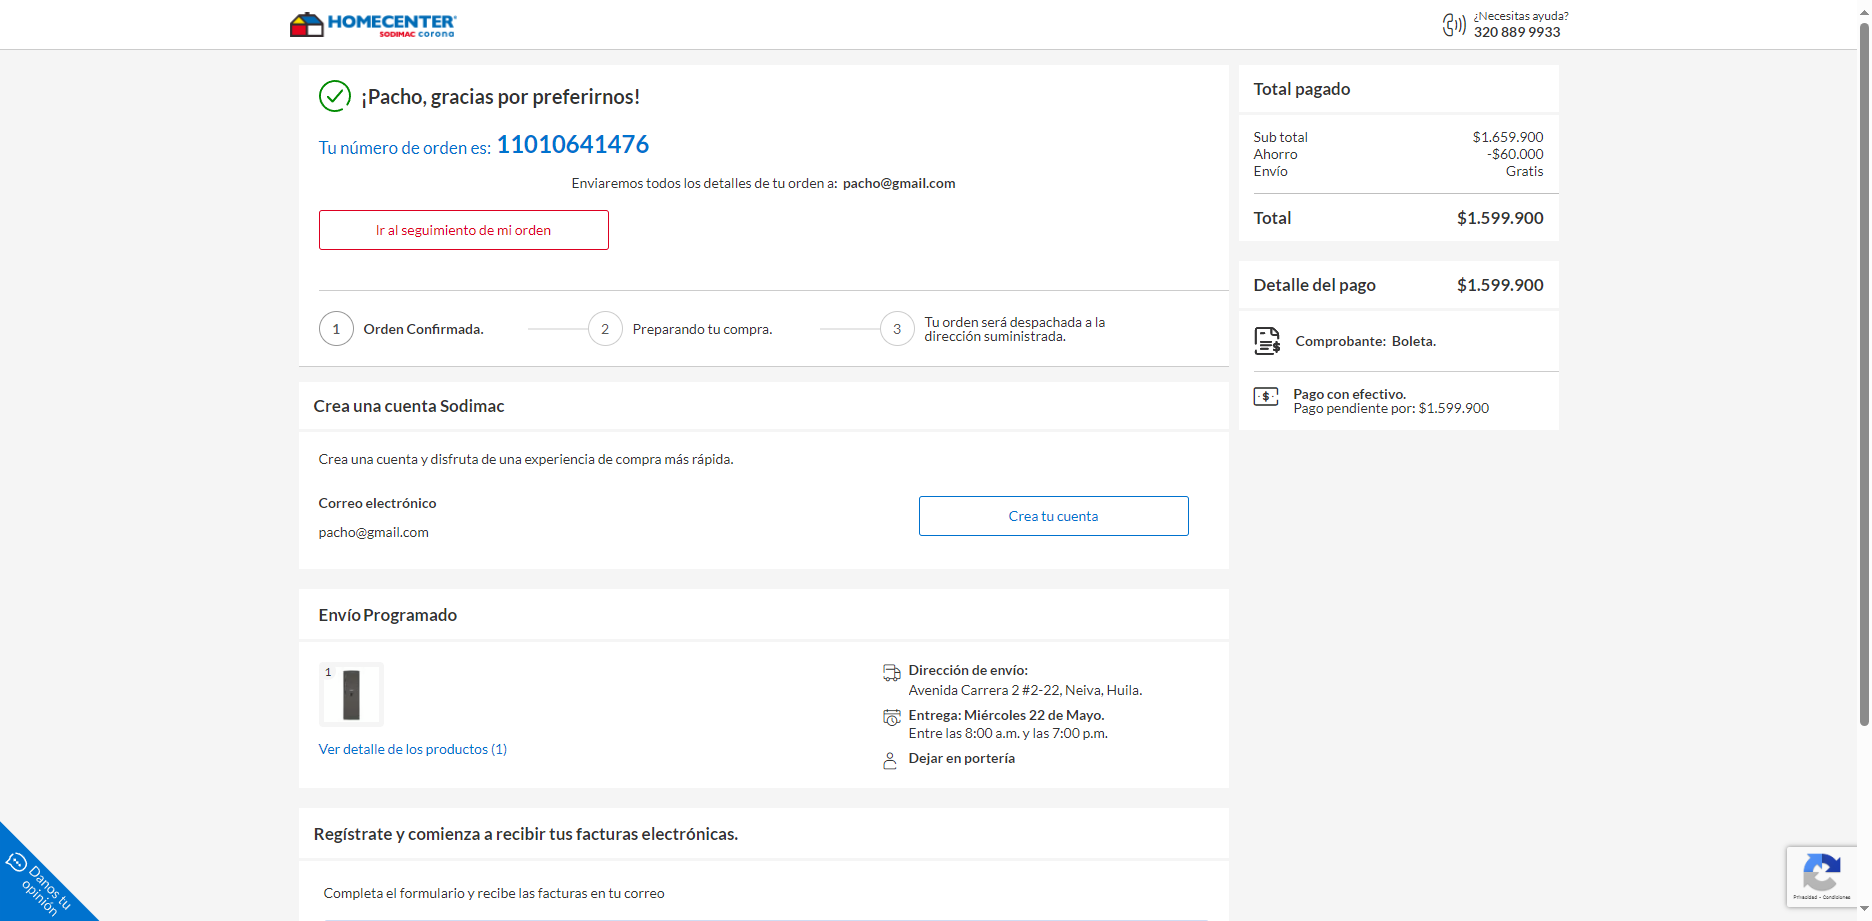 HOMECENTER
SODIMAC corona
¿Necesitas ayuda?
320 889 9933
¡Pacho, gracias por preferirnos!
Tu número de orden es: 11010641476
Enviaremos todos los detalles de tu orden a: pacho@gmail.com
Ir al seguimiento de mi orden
1 Orden Confirmada.
2 Preparando tu compra.
3 Tu orden será despachada a la
dirección suministrada.
Crea una cuenta Sodimac
Crea una cuenta y disfruta de una experiencia de compra más rápida.
Correo electrónico
pacho@gmail.com
Crea tu cuenta
Envío Programado
1
Ver detalle de los productos (1)
Dirección de envío:
Avenida Carrera 2 #2-22, Neiva, Huila.
Entrega: Miércoles 22 de Mayo.
Entre las 8:00 a.m. y las 7:00 p.m.
Dejar en portería
Regístrate y comienza a recibir tus facturas electrónicas.
Completa el formulario y recibe las facturas en tu correo
Total pagado
Sub total $1.659.900
Ahorro -$60.000
Envío Gratis
Total $1.599.900
Detalle del pago $1.599.900
Comprobante: Boleta.
Pago con efectivo.
Pago pendiente por: $1.599.900
Danos tu
opinión
Privacidad - Condiciones